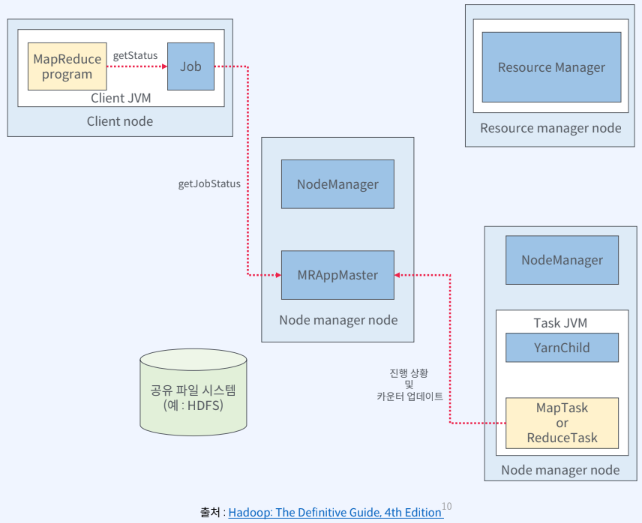 MapReduce
program
getStatus
Job
Client JVM
Client node
Resource Manager
Resource manager node
getJobStatus
NodeManager
MRAppMaster
Node manager node
NodeManager
Task JVM
YarnChild
MapTask
or
ReduceTask
Node manager node
진행 상황
및
카운터 업데이트
공유 파일 시스템
(예 : HDFS)
출처 : Hadoop: The Definitive Guide, 4th Edition 10